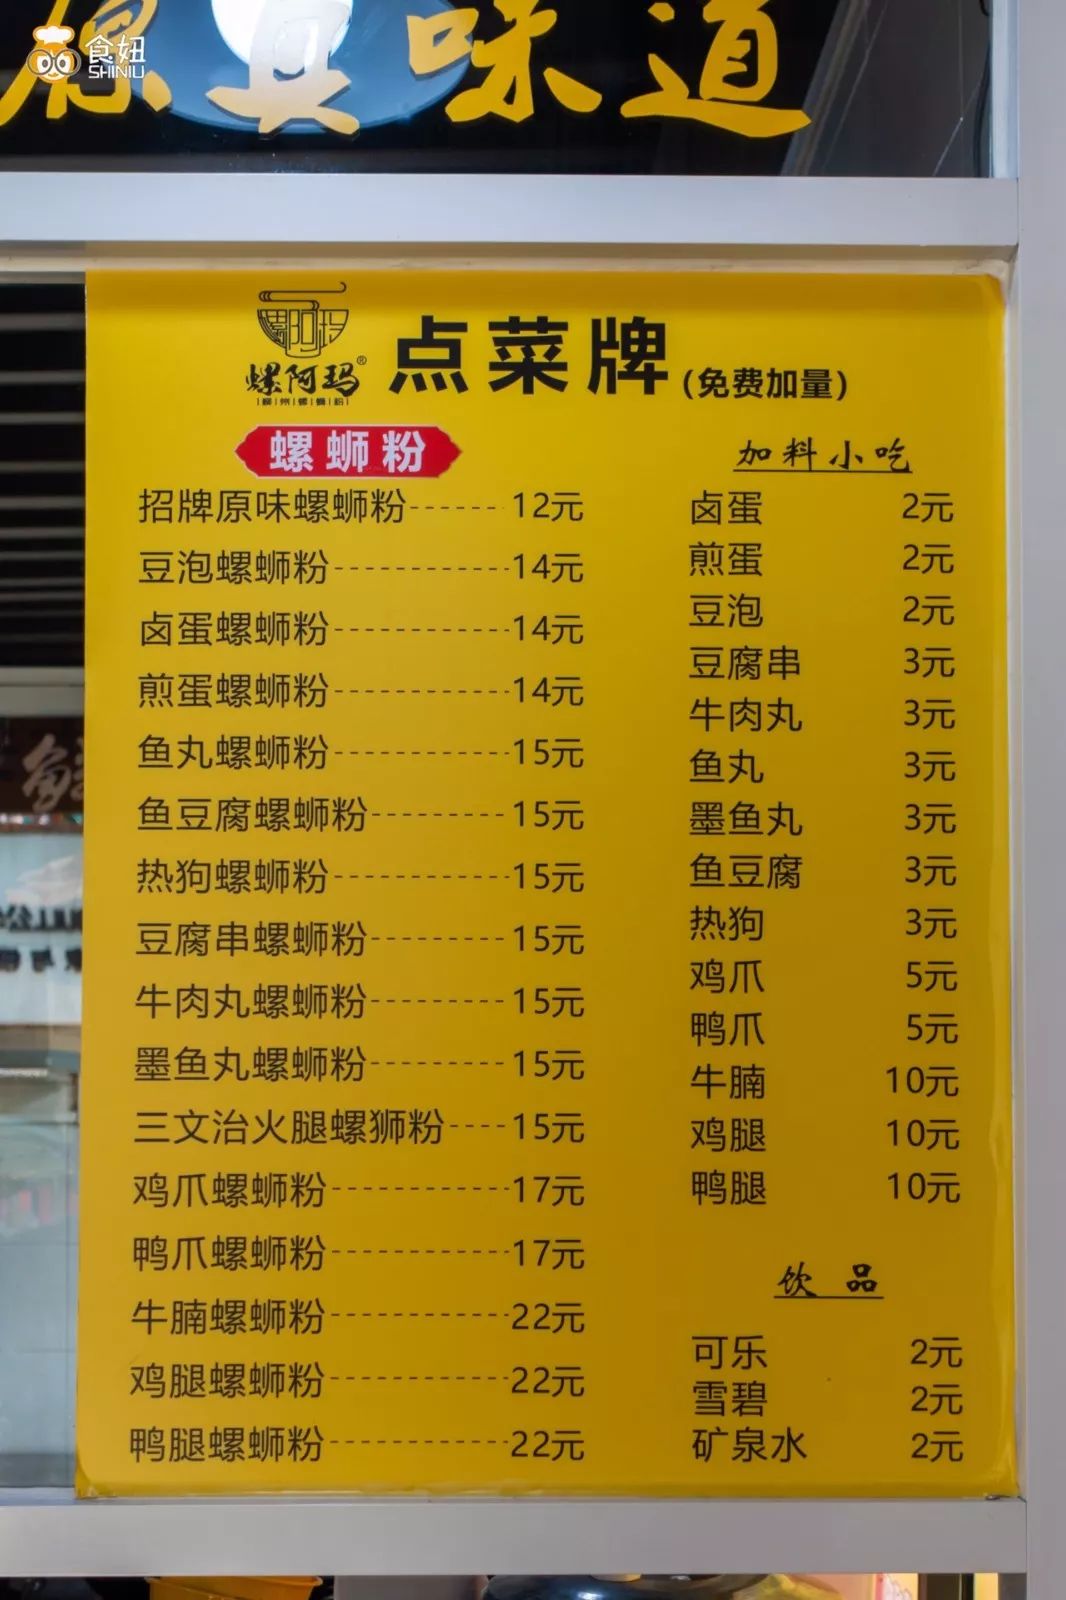 食妞
SHINIU
原真味道
螺阿玛®
柳州螺蛳粉
点菜牌(免费加量)
螺蛳粉
招牌原味螺蛳粉------12元
豆泡螺蛳粉-----------14元
卤蛋螺蛳粉-----------14元
煎蛋螺蛳粉-----------14元
鱼丸螺蛳粉-----------15元
鱼豆腐螺蛳粉---------15元
热狗螺蛳粉-----------15元
豆腐串螺蛳粉---------15元
牛肉丸螺蛳粉---------15元
墨鱼丸螺蛳粉---------15元
三文治火腿螺狮粉----15元
鸡爪螺蛳粉-----------17元
鸭爪螺蛳粉-----------17元
牛腩螺蛳粉-----------22元
鸡腿螺蛳粉-----------22元
鸭腿螺蛳粉-----------22元
加料小吃
卤蛋 2元
煎蛋 2元
豆泡 2元
豆腐串 3元
牛肉丸 3元
鱼丸 3元
墨鱼丸 3元
鱼豆腐 3元
热狗 3元
鸡爪 5元
鸭爪 5元
牛腩 10元
鸡腿 10元
鸭腿 10元
饮品
可乐 2元
雪碧 2元
矿泉水 2元